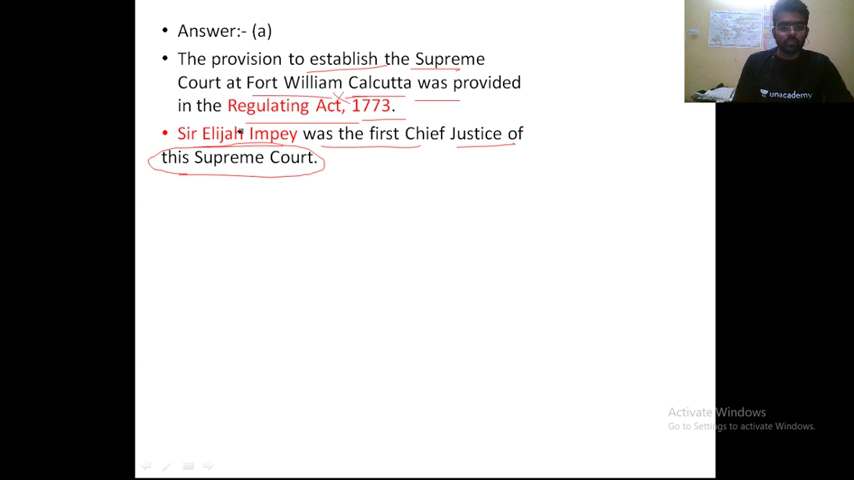 • Answer:- (a)
• The provision to establish the Supreme
Court at Fort William Calcutta was provided
in the Regulating Act, 1773.
• Sir Elijah Impey was the first Chief Justice of
this Supreme Court.
unacademy
Activate Windows
Go to Settings to activate Windows.